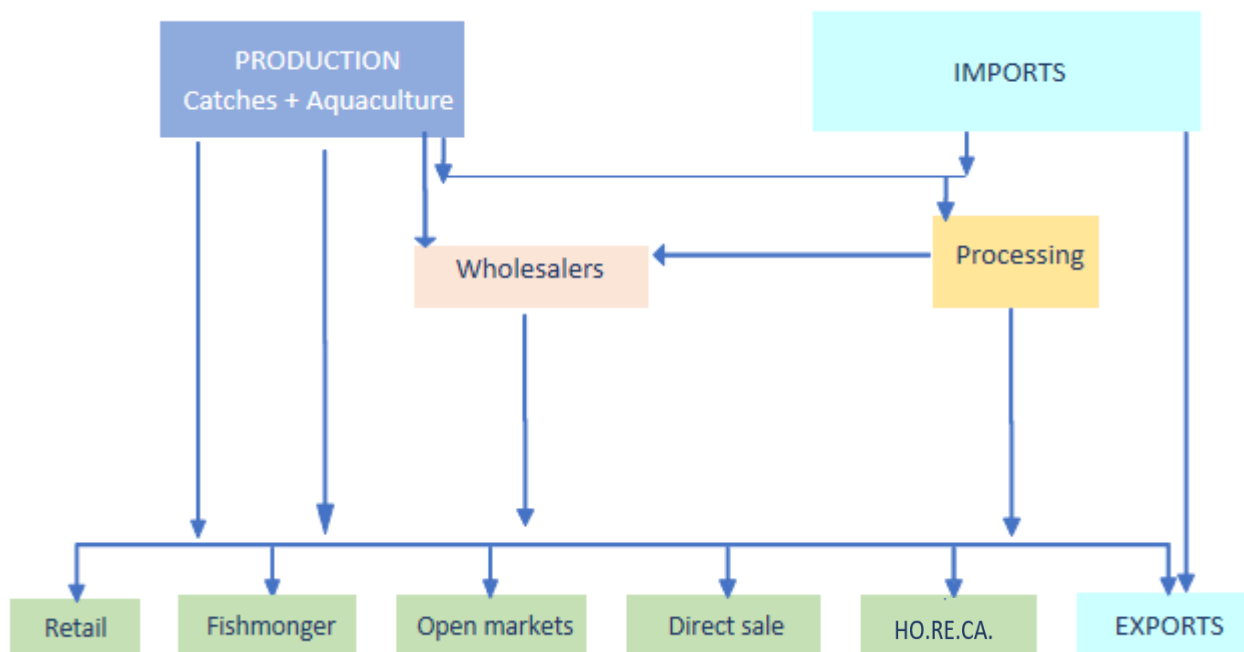 PRODUCTION
Catches + Aquaculture
IMPORTS
Wholesalers
Processing
Retail
Fishmonger
Open markets
Direct sale
HO.RE.CA.
EXPORTS